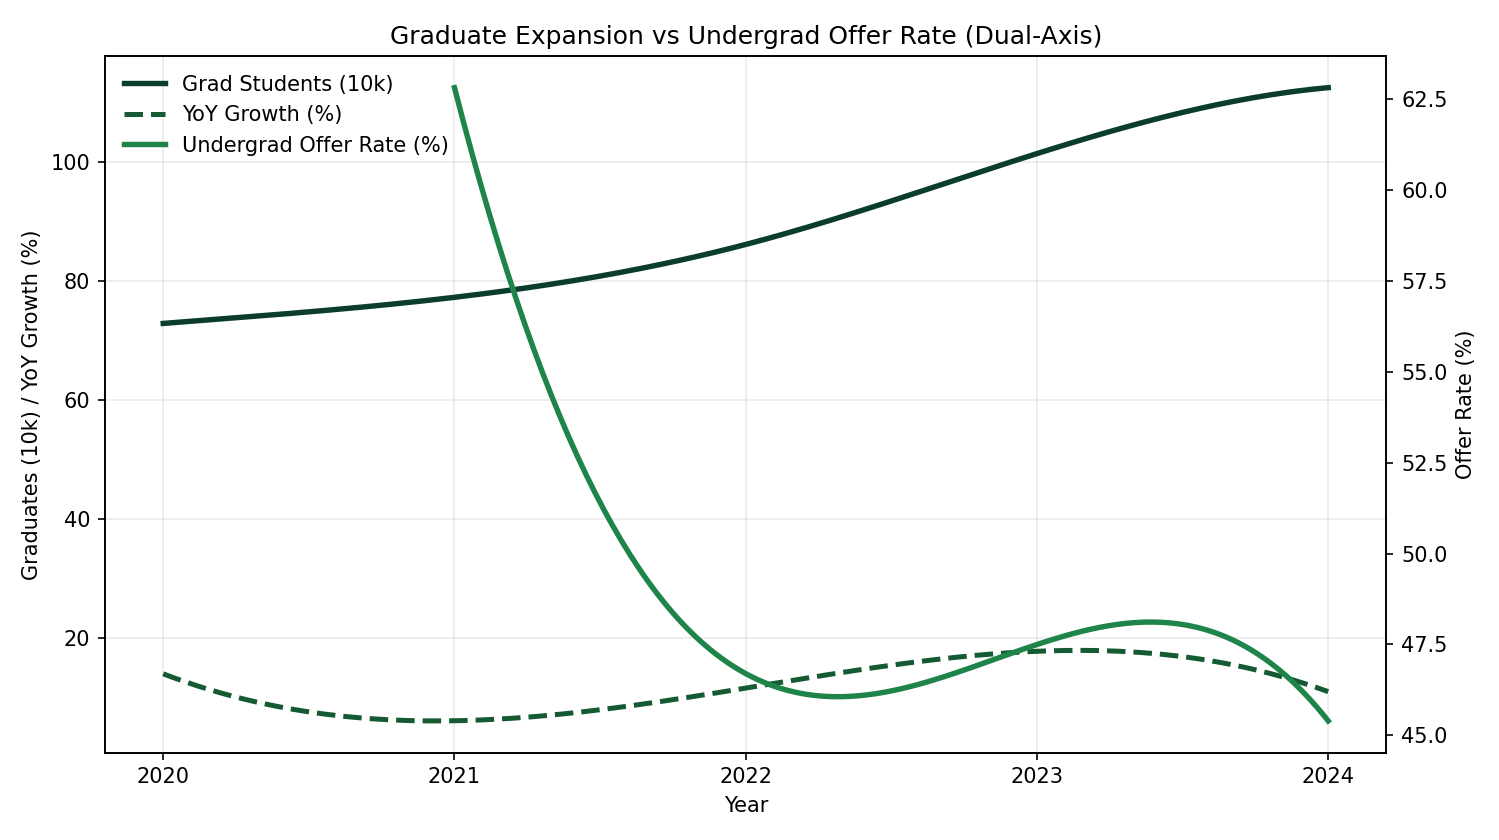 Graduate Expansion vs Undergrad Offer Rate (Dual-Axis)
Grad Students (10k)
YoY Growth (%)
Undergrad Offer Rate (%)
Graduates (10k) / YoY Growth (%)
100
80
60
40
20
62.5
60.0
57.5
55.0
52.5
50.0
47.5
45.0
Offer Rate (%)
2020
2021
2022
2023
2024
Year